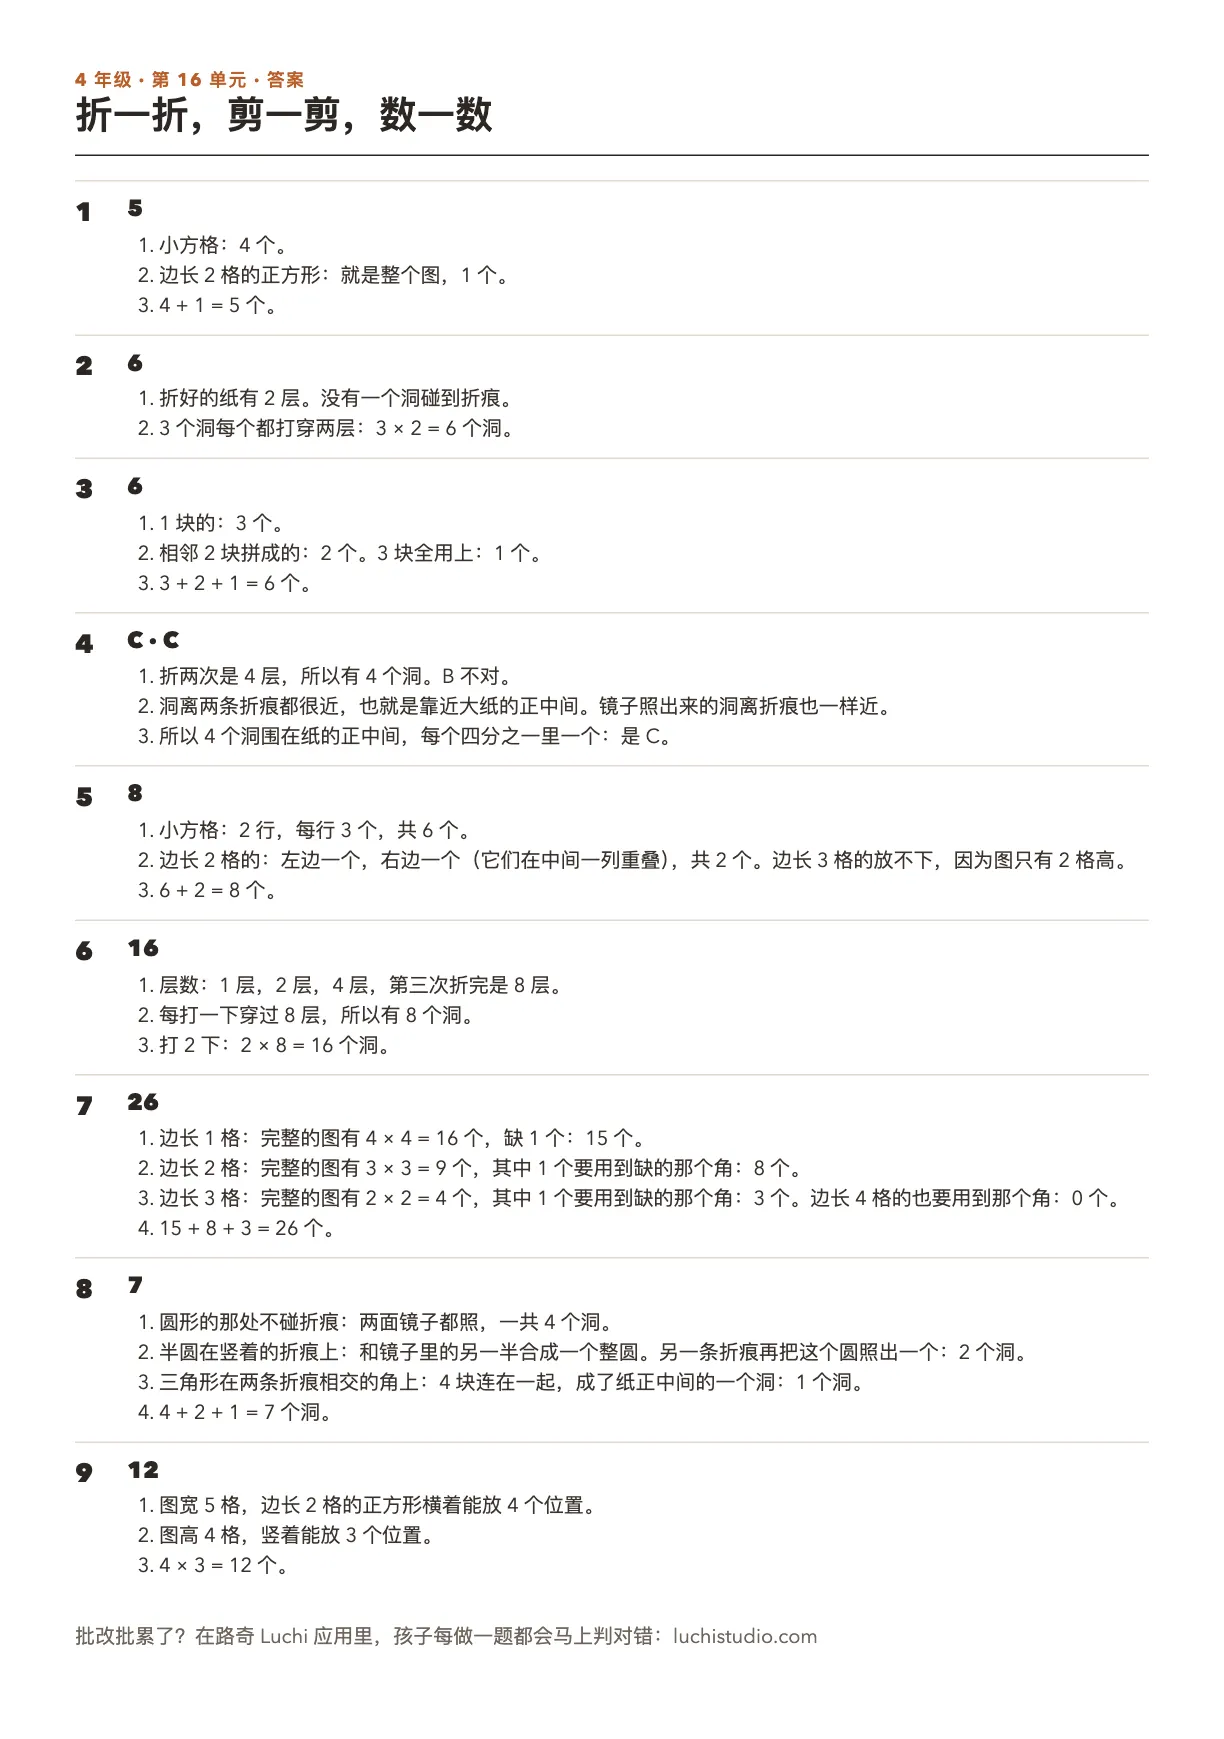 4 年级·第 16 单元·答案
折一折，剪一剪，数一数
1 5
1. 小方格：4 个。
2. 边长 2 格的正方形：就是整个图，1 个。
3. 4 + 1 = 5 个。
2 6
1. 折好的纸有 2 层。没有一个洞碰到折痕。
2. 3 个洞每个都打穿两层：3 × 2 = 6 个洞。
3 6
1. 1 块的：3 个。
2. 相邻 2 块拼成的：2 个。3 块全用上：1 个。
3. 3 + 2 + 1 = 6 个。
4 C · C
1. 折两次是 4 层，所以有 4 个洞。B 不对。
2. 洞离两条折痕都很近，也就是靠近大纸的正中间。镜子照出来的洞离折痕也一样近。
3. 所以 4 个洞围在纸的正中间，每个四分之一里一个：是 C。
5 8
1. 小方格：2 行，每行 3 个，共 6 个。
2. 边长 2 格的：左边一个，右边一个（它们在中间一列重叠），共 2 个。边长 3 格的放不下，因为图只有 2 格高。
3. 6 + 2 = 8 个。
6 16
1. 层数：1 层，2 层，4 层，第三次折完是 8 层。
2. 每打一下穿过 8 层，所以有 8 个洞。
3. 打 2 下：2 × 8 = 16 个洞。
7 26
1. 边长 1 格：完整的图有 4 × 4 = 16 个，缺 1 个：15 个。
2. 边长 2 格：完整的图有 3 × 3 = 9 个，其中 1 个要用到缺的那个角：8 个。
3. 边长 3 格：完整的图有 2 × 2 = 4 个，其中 1 个要用到缺的那个角：3 个。边长 4 格的也要用到那个角：0 个。
4. 15 + 8 + 3 = 26 个。
8 7
1. 圆形的那处不碰折痕：两面镜子都照，一共 4 个洞。
2. 半圆在竖着的折痕上：和镜子里的另一半合成一个整圆。另一条折痕再把这个圆照出一个：2 个洞。
3. 三角形在两条折痕相交的角上：4 块连在一起，成了纸正中间的一个洞：1 个洞。
4. 4 + 2 + 1 = 7 个洞。
9 12
1. 图宽 5 格，边长 2 格的正方形横着能放 4 个位置。
2. 图高 4 格，竖着能放 3 个位置。
3. 4 × 3 = 12 个。
批改批累了？在路奇 Luchi 应用里，孩子每做一题都会马上判对错：luchistudio.com